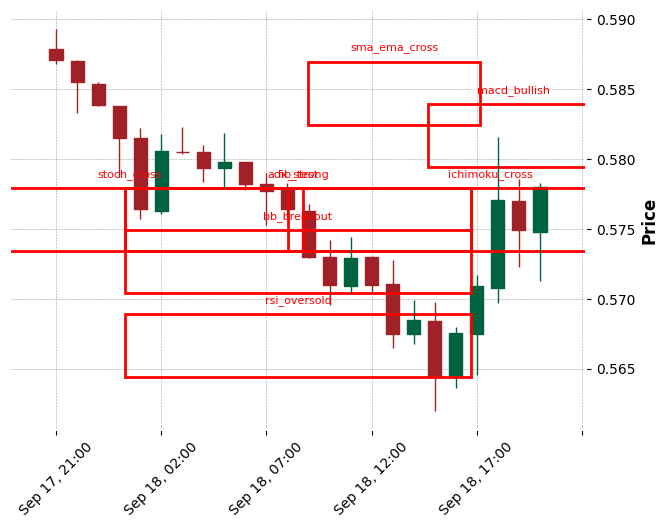 0.590
sma_ema_cross
0.585
macd_bullish
0.580
stoch_cross
ichimoku_cross
Price
0.575
bb_breakout
0.570
rsi_oversold
0.565
Sep 17, 21:00
Sep 18, 02:00
Sep 18, 07:00
Sep 18, 12:00
Sep 18, 17:00